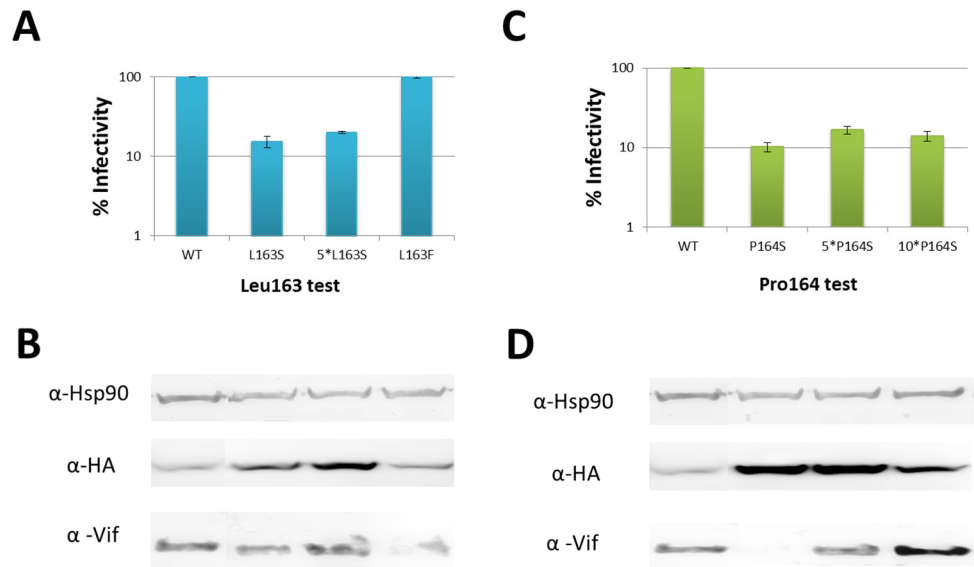 A
100
10
1
% Infectivity
WT L163S 5*L163S L163F
Leu163 test
B
α-Hsp90
α-HA
α -Vif
C
100
10
1
% Infectivity
WT P164S 5*P164S 10*P164S
Pro164 test
D
α-Hsp90
α-HA
α -Vif